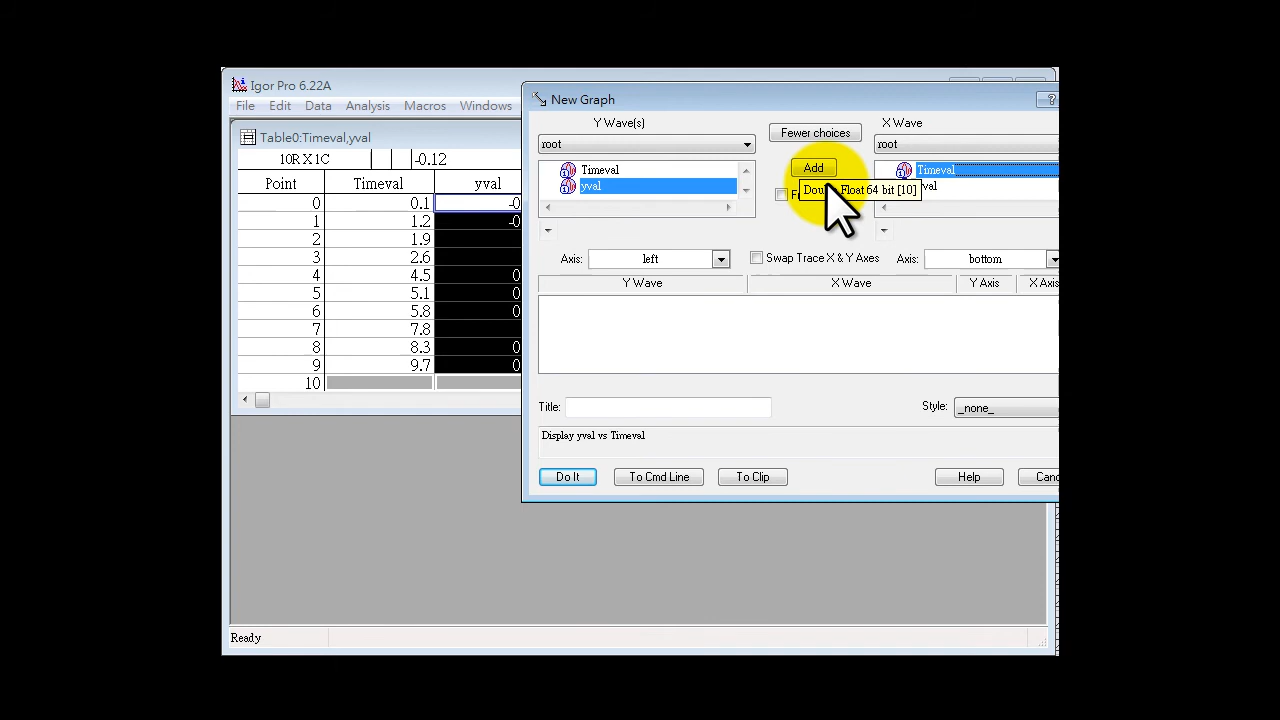 Igor Pro 6.22A
File Edit Data Analysis Macros Windows
Table0:Timeval,yval
10R X 1C -0.12
Point Timeval yval
0 0.1 -0
1 1.2 -0
2 1.9
3 2.6
4 4.5 0
5 5.1 0
6 5.8 0
7 7.8
8 8.3 0
9 9.7 0
10
Ready
New Graph
?
Y Wave(s) Fewer choices X Wave
root root
Timeval Add Timeval
yval Float 64 bit [10]
Axis: left Swap Trace X & Y Axes Axis: bottom
Y Wave X Wave Y Axis X Axis
Title: Style: _none_
Display yval vs Timeval
Do It To Cmd Line To Clip Help Canc